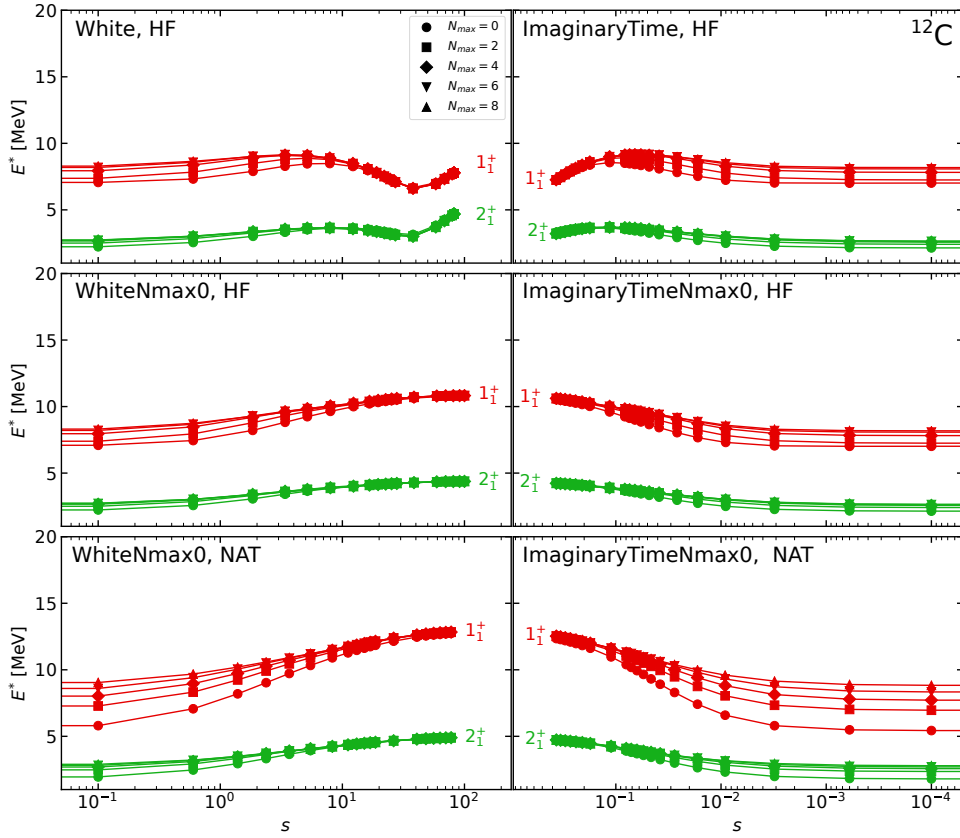 White, HF
N_max = 0
N_max = 2
N_max = 4
N_max = 6
N_max = 8
ImaginaryTime, HF
¹²C
20
15
10
5
E* [MeV]
1₁⁺
2₁⁺
1₁⁺
2₁⁺
WhiteNmax0, HF
ImaginaryTimeNmax0, HF
20
15
10
5
E* [MeV]
1₁⁺
2₁⁺
1₁⁺
2₁⁺
WhiteNmax0, NAT
ImaginaryTimeNmax0, NAT
20
15
10
5
E* [MeV]
1₁⁺
2₁⁺
1₁⁺
2₁⁺
10⁻¹ 10⁰ 10¹ 10² 10⁻¹ 10⁻² 10⁻³ 10⁻⁴
s s